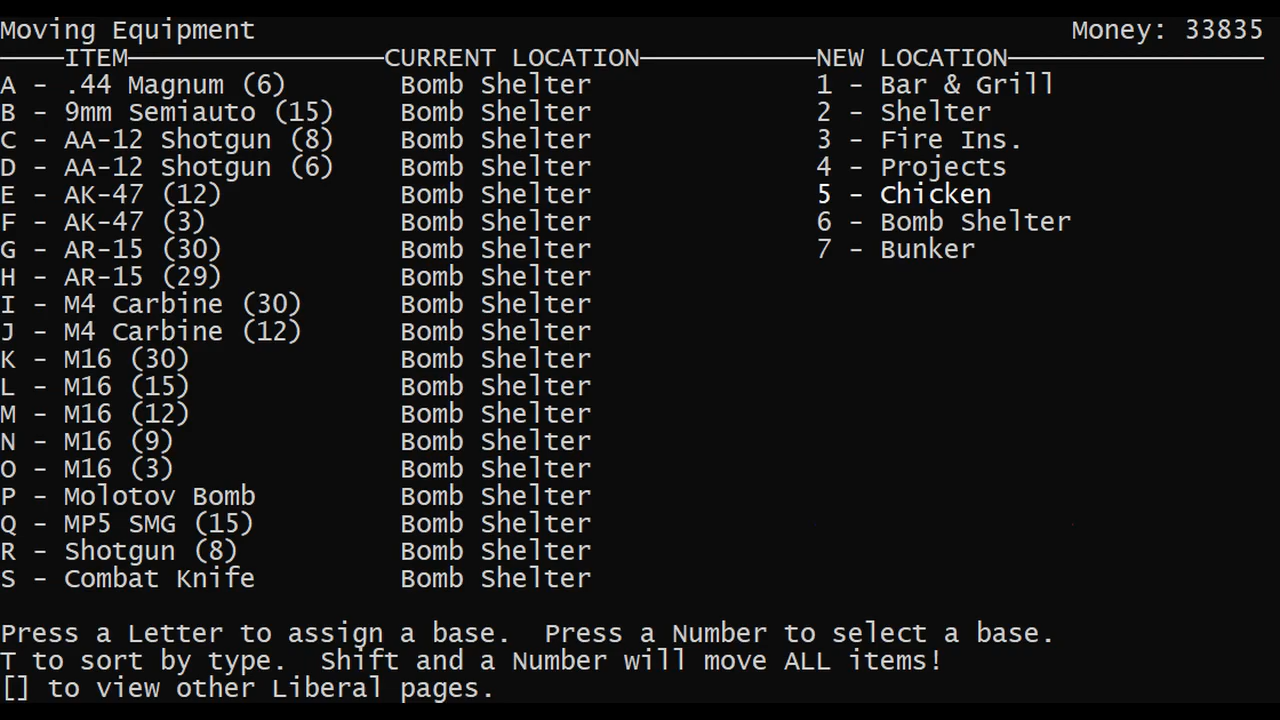 Moving Equipment Money: 33835
ITEM CURRENT LOCATION NEW LOCATION
A - .44 Magnum (6) Bomb Shelter 1 - Bar & Grill
B - 9mm Semiauto (15) Bomb Shelter 2 - Shelter
C - AA-12 Shotgun (8) Bomb Shelter 3 - Fire Ins.
D - AA-12 Shotgun (6) Bomb Shelter 4 - Projects
E - AK-47 (12) Bomb Shelter 5 - Chicken
F - AK-47 (3) Bomb Shelter 6 - Bomb Shelter
G - AR-15 (30) Bomb Shelter 7 - Bunker
H - AR-15 (29) Bomb Shelter
I - M4 Carbine (30) Bomb Shelter
J - M4 Carbine (12) Bomb Shelter
K - M16 (30) Bomb Shelter
L - M16 (15) Bomb Shelter
M - M16 (12) Bomb Shelter
N - M16 (9) Bomb Shelter
O - M16 (3) Bomb Shelter
P - Molotov Bomb Bomb Shelter
Q - MP5 SMG (15) Bomb Shelter
R - Shotgun (8) Bomb Shelter
S - Combat Knife Bomb Shelter
Press a Letter to assign a base. Press a Number to select a base.
T to sort by type. Shift and a Number will move ALL items!
[] to view other Liberal pages.